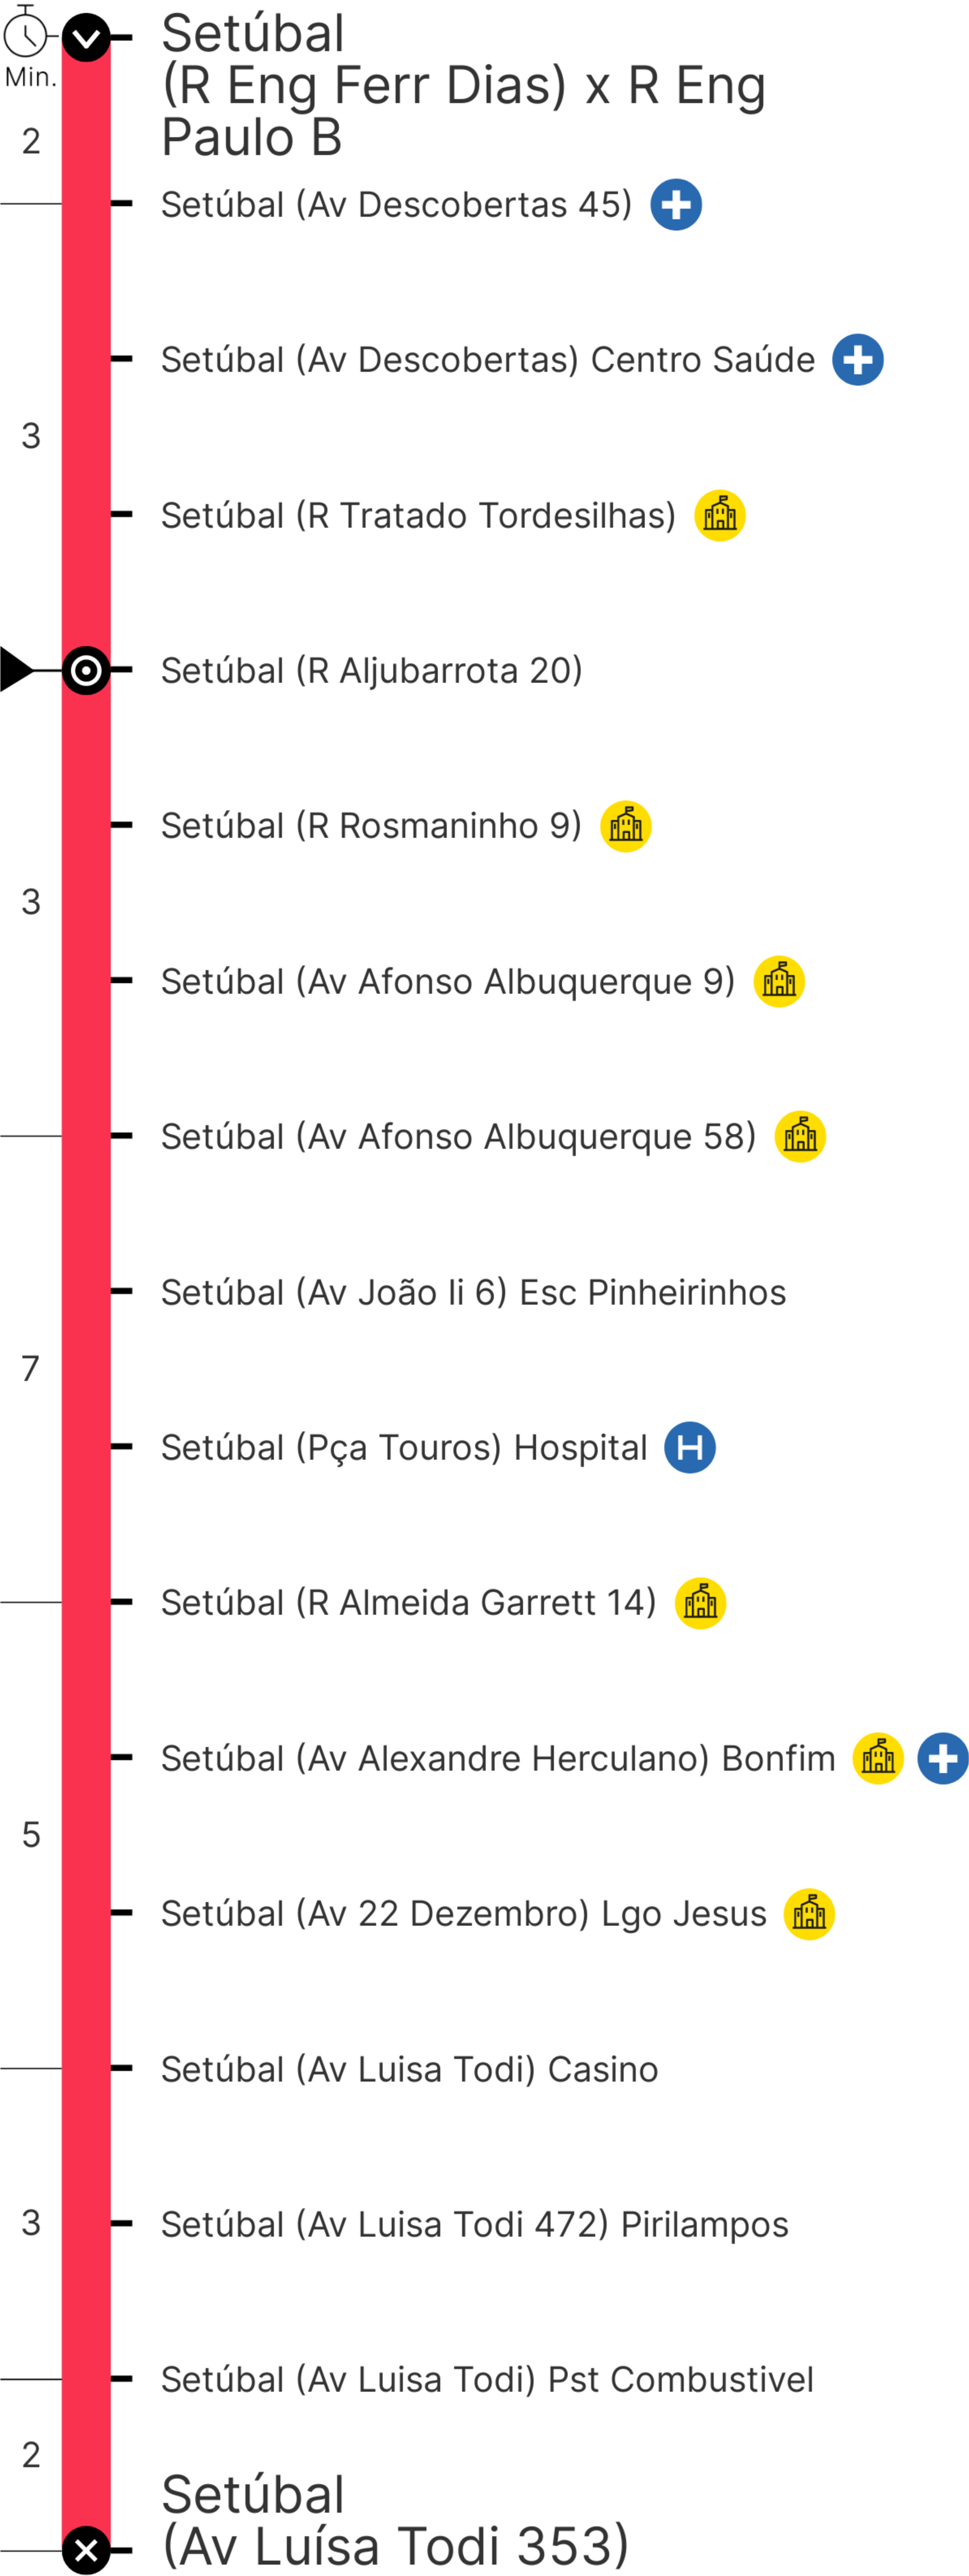 Setúbal
Min.
(R Eng Ferr Dias) x R Eng
2
Paulo B
Setúbal (Av Descobertas 45)
Setúbal (Av Descobertas) Centro Saúde
3
Setúbal (R Tratado Tordesilhas)
Setúbal (R Aljubarrota 20)
Setúbal (R Rosmaninho 9)
3
Setúbal (Av Afonso Albuquerque 9)
Setúbal (Av Afonso Albuquerque 58)
Setúbal (Av João Ii 6) Esc Pinheirinhos
7
Setúbal (Pça Touros) Hospital H
Setúbal (R Almeida Garrett 14)
Setúbal (Av Alexandre Herculano) Bonfim
5
Setúbal (Av 22 Dezembro) Lgo Jesus
Setúbal (Av Luisa Todi) Casino
3
Setúbal (Av Luisa Todi 472) Pirilampos
Setúbal (Av Luisa Todi) Pst Combustivel
2
Setúbal
(Av Luísa Todi 353)